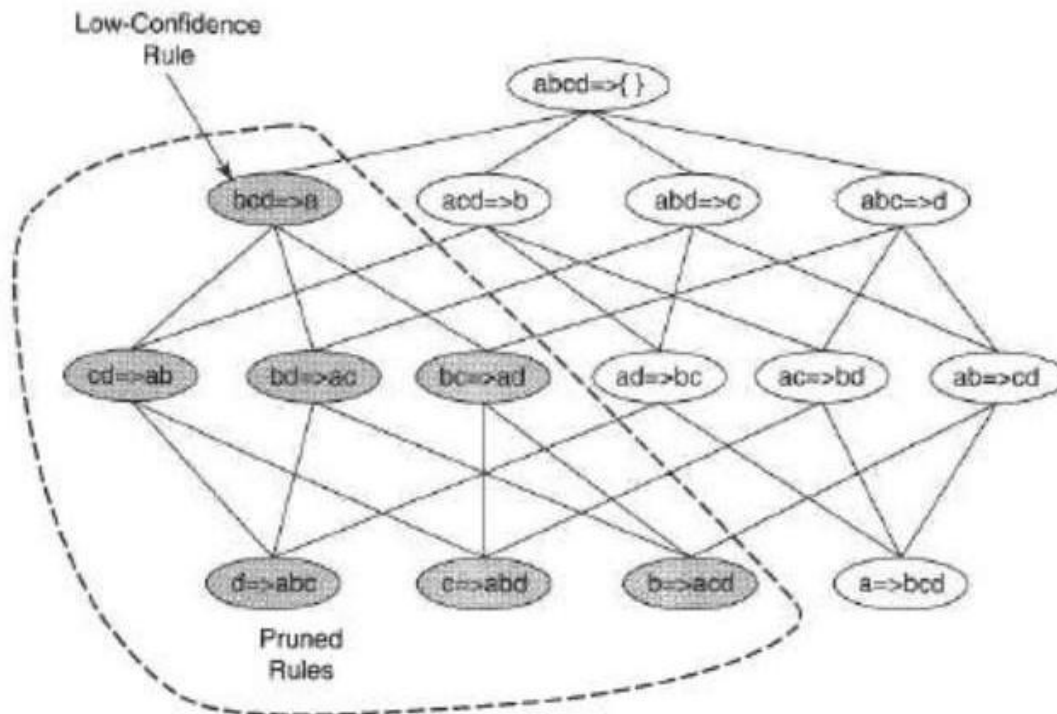 Low-Confidence
Rule
abcd=>{ }
bcd=>a
acd=>b
abd=>c
abc=>d
cd=>ab
bd=>ac
bc=>ad
ad=>bc
ac=>bd
ab=>cd
d=>abc
c=>abd
b=>acd
a=>bcd
Pruned
Rules